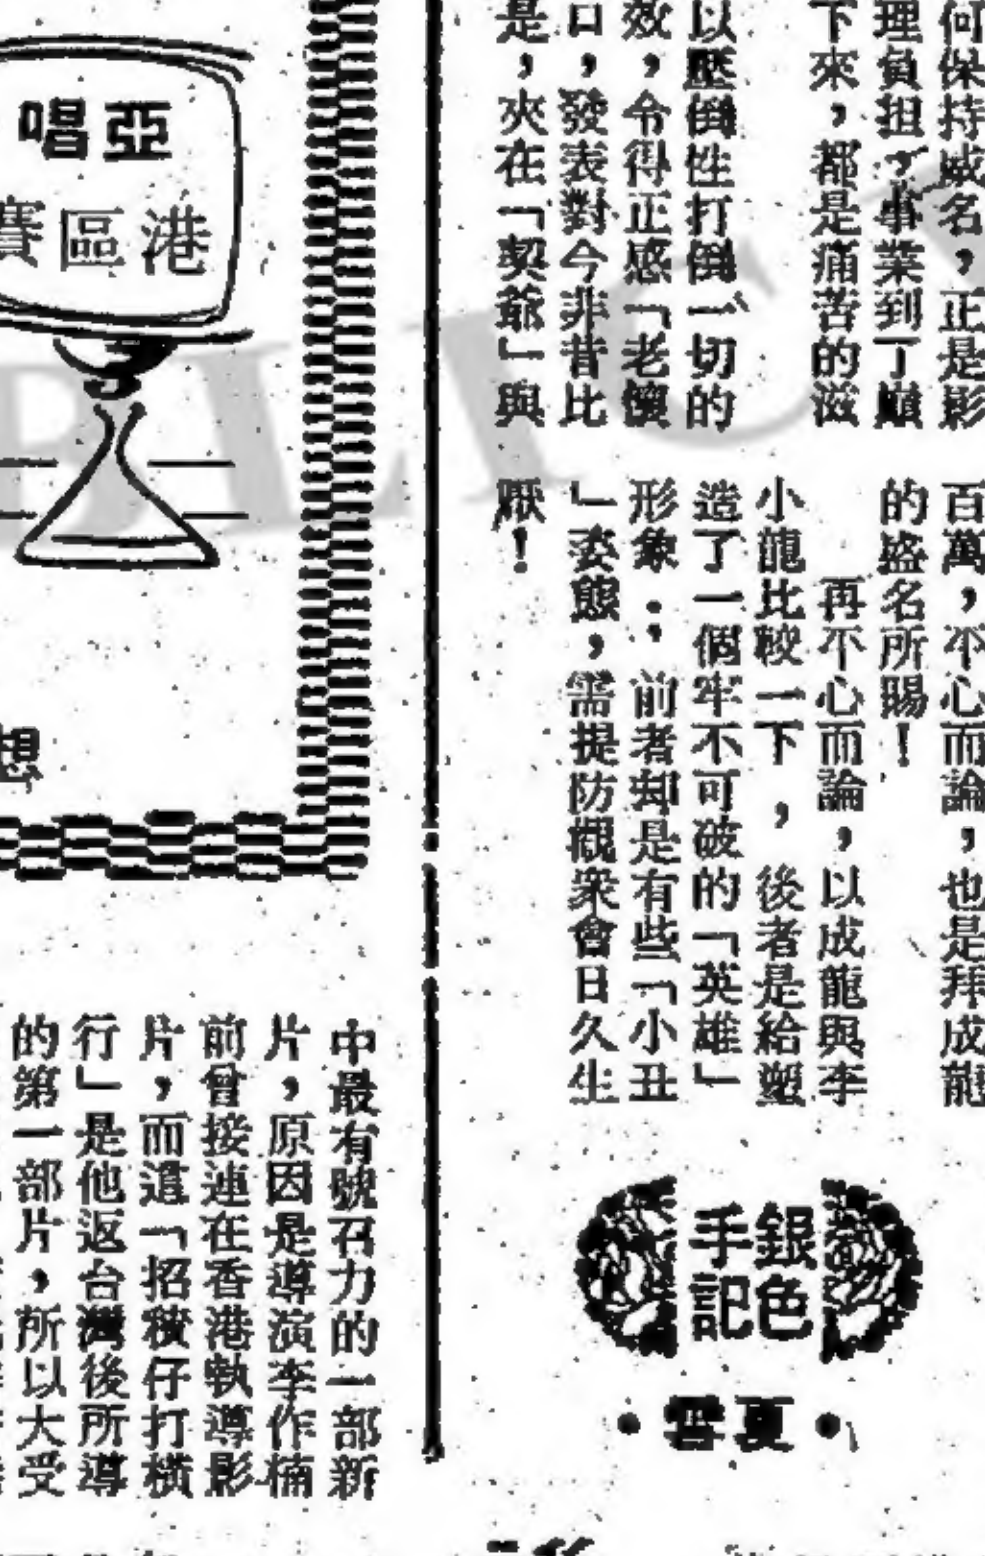 何保持威名,正是影
理負担,事業到了巔
下來,都是痛苦的滋
以壓倒性打倒一切的
效,令得正感「老懷
口,發表對今非昔比
是,夾在「契爺」與
百萬,不心而論,也是拜成龍
的盛名所賜!
再不心而論,以成龍與李
小龍比較一下,後者是給塑
造了一個牢不可破的「英雄」
形象:,前者却是有些「小丑
」姿態,需提防觀衆會日久生
厭!
銀色
手記
•夏雲•
亞唱
港區賽
想
中最有號召力的一部新
片,原因是導演李作楠
前曾接連在香港執導影
片,而這「招積仔打橫
行」是他返台灣後所導
的第一部片,所以大受